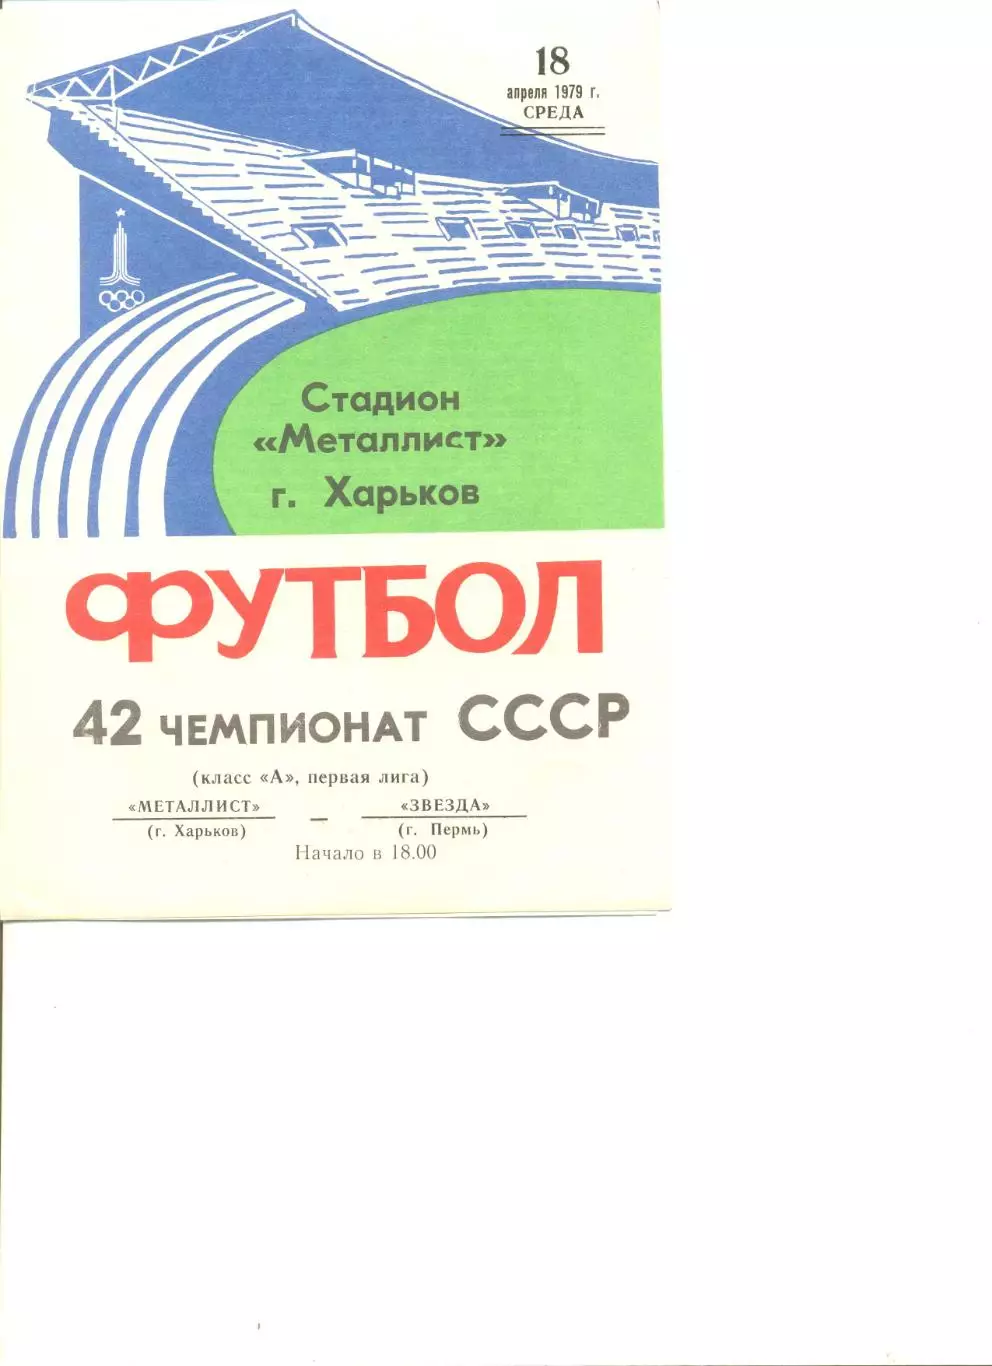 18
апреля 1979 г.
СРЕДА
Стадион
«Металлист»
г. Харьков
ФУТБОЛ
42 ЧЕМПИОНАТ СССР
(класс «А», первая лига)
«МЕТАЛЛИСТ» — «ЗВЕЗДА»
(г. Харьков) (г. Пермь)
Начало в 18.00